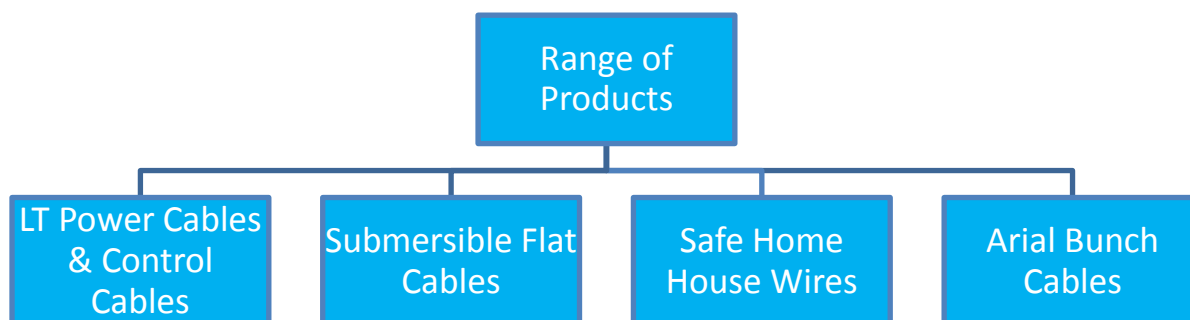 Range of
Products
LT Power Cables
& Control
Cables
Submersible Flat
Cables
Safe Home
House Wires
Arial Bunch
Cables